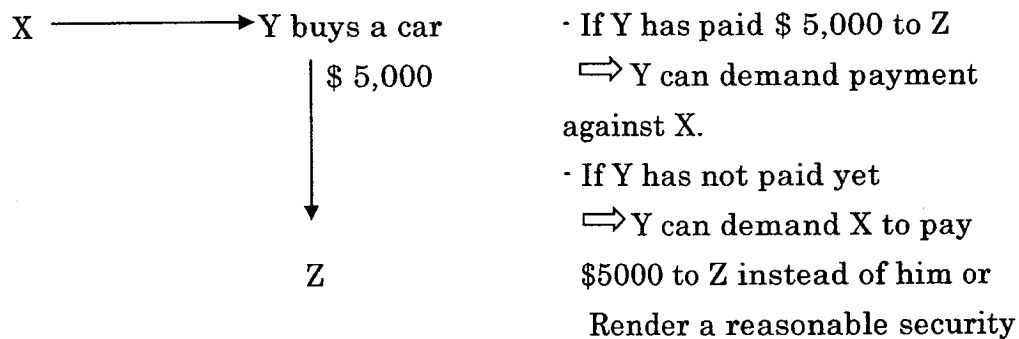 X Y buys a car
$ 5,000
Z
· If Y has paid $ 5,000 to Z
⇨ Y can demand payment
against X.
· If Y has not paid yet
⇨ Y can demand X to pay
$5000 to Z instead of him or
Render a reasonable security